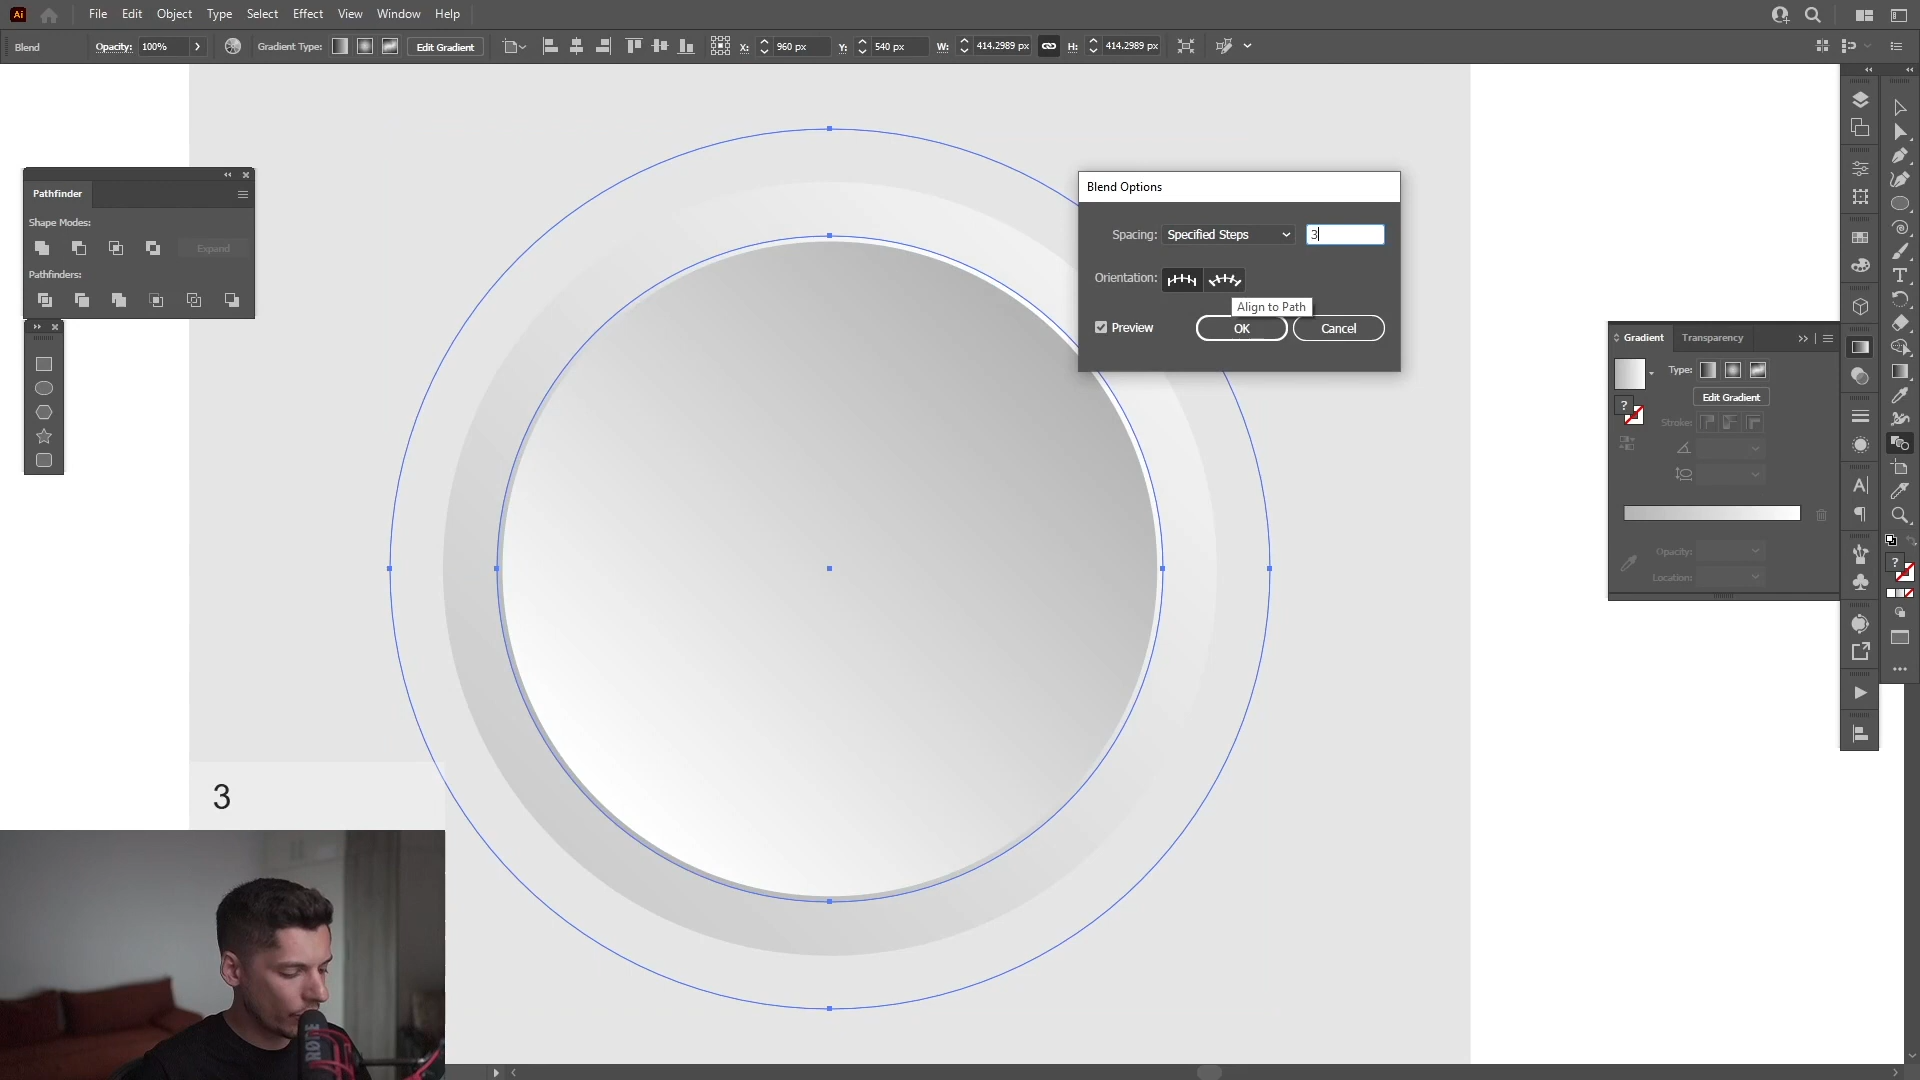 Ai File Edit Object Type Select Effect View Window Help
Blend Opacity: 100% Gradient Type: Edit Gradient X: 960 px Y: 540 px W: 414.2989 px H: 414.2989 px
Pathfinder
Shape Modes:
Expand
Pathfinders:
Blend Options
Spacing: Specified Steps 3
Orientation:
Align to Path
Preview OK Cancel
Gradient Transparency
Type:
Edit Gradient
Stroke:
Opacity:
Location:
3
RØDE